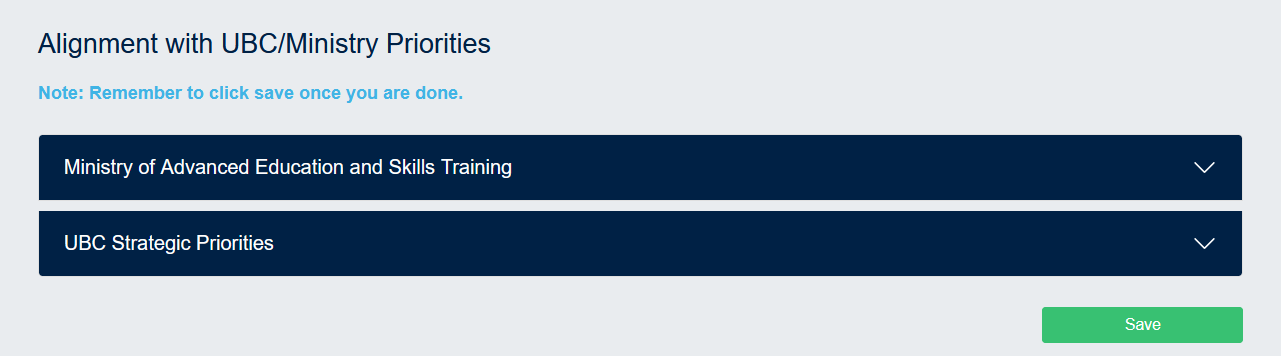 Alignment with UBC/Ministry Priorities
Note: Remember to click save once you are done.
Ministry of Advanced Education and Skills Training
UBC Strategic Priorities
Save